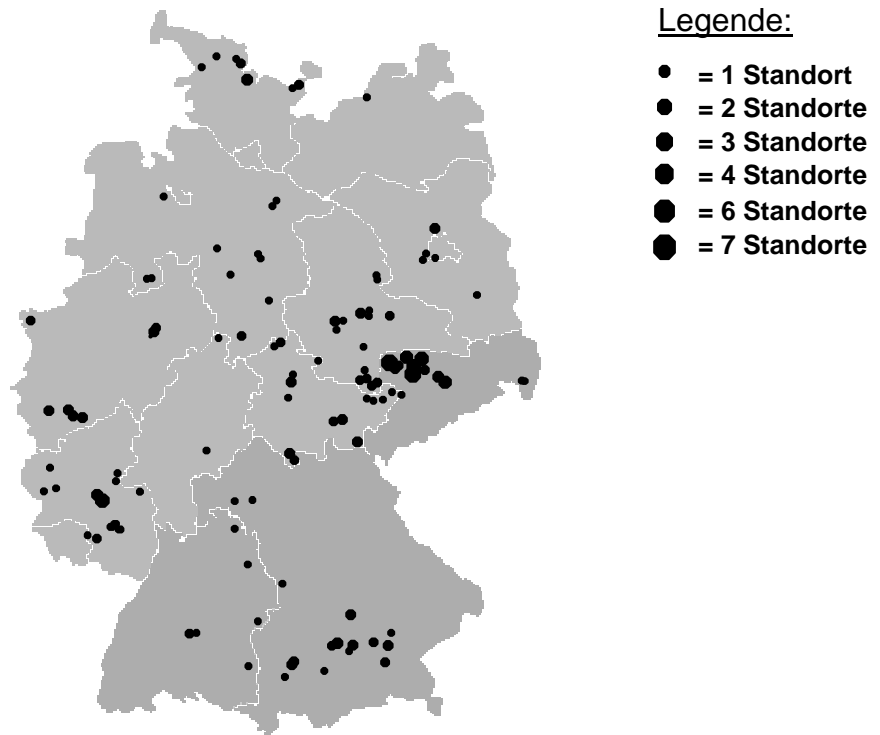 Legende:
= 1 Standort
= 2 Standorte
= 3 Standorte
= 4 Standorte
= 6 Standorte
= 7 Standorte